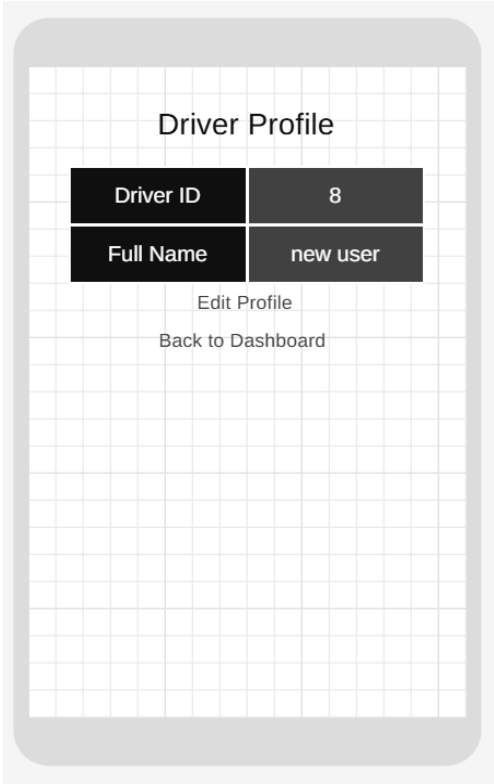 Driver Profile
Driver ID 8
Full Name new user
Edit Profile
Back to Dashboard